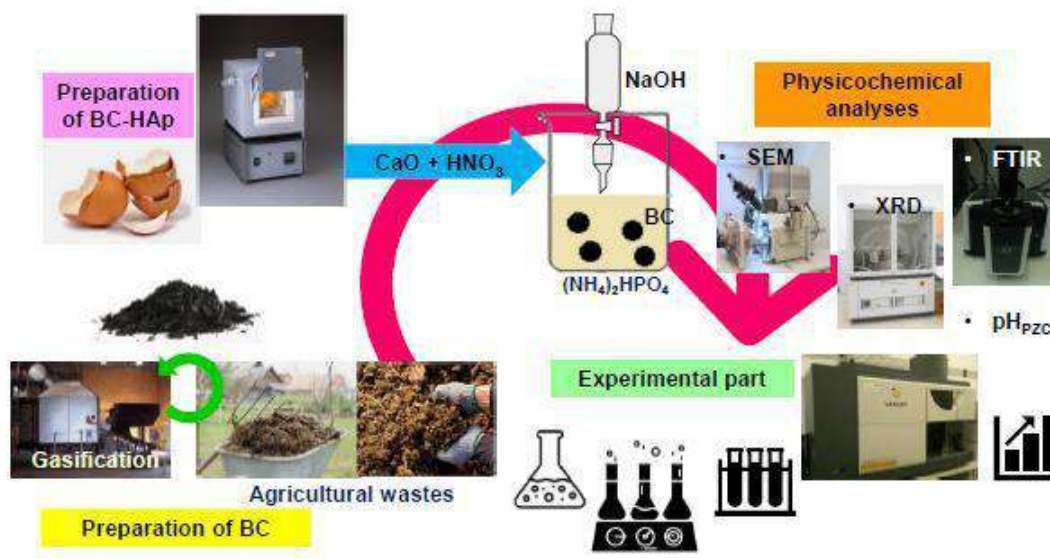 Preparation
of BC-HAp
CaO + HNO₃
NaOH
BC
(NH₄)₂HPO₄
Physicochemical
analyses
• SEM
• XRD
• FTIR
• pH_PZC
Experimental part
Gasification
Agricultural wastes
Preparation of BC